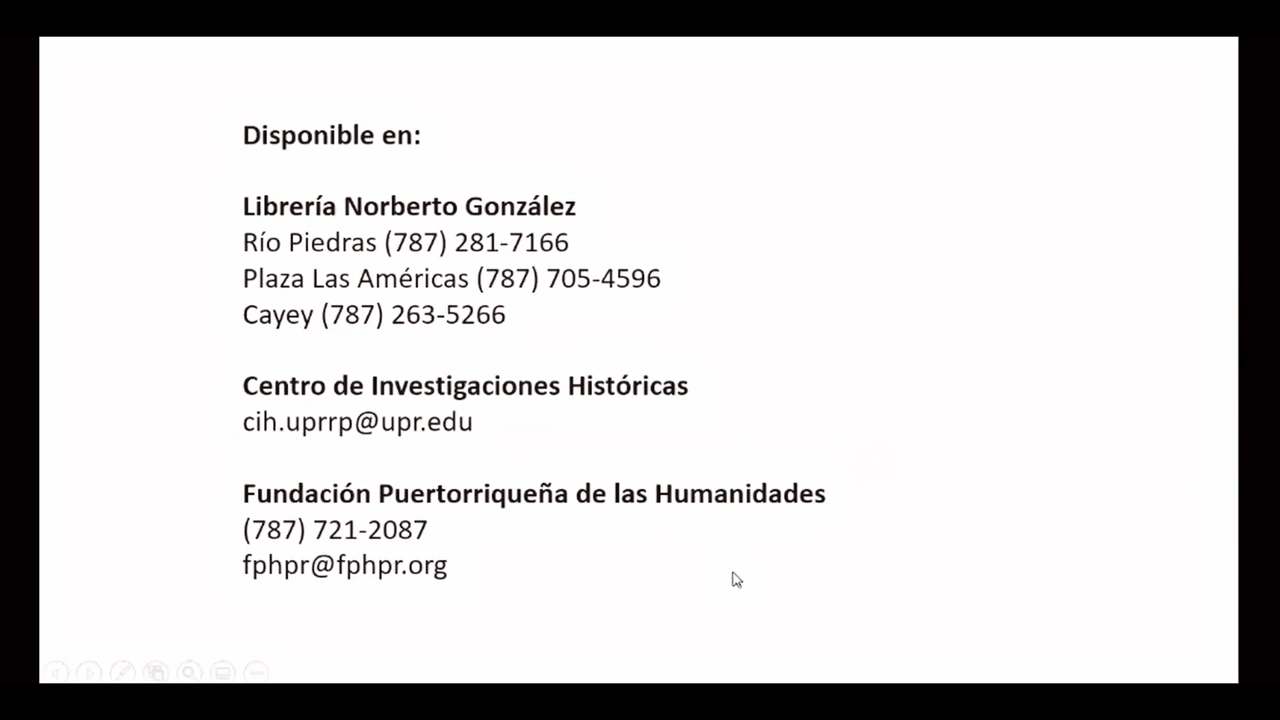 Disponible en:
Librería Norberto González
Río Piedras (787) 281-7166
Plaza Las Américas (787) 705-4596
Cayey (787) 263-5266
Centro de Investigaciones Históricas
cih.uprrp@upr.edu
Fundación Puertorriqueña de las Humanidades
(787) 721-2087
fphpr@fphpr.org